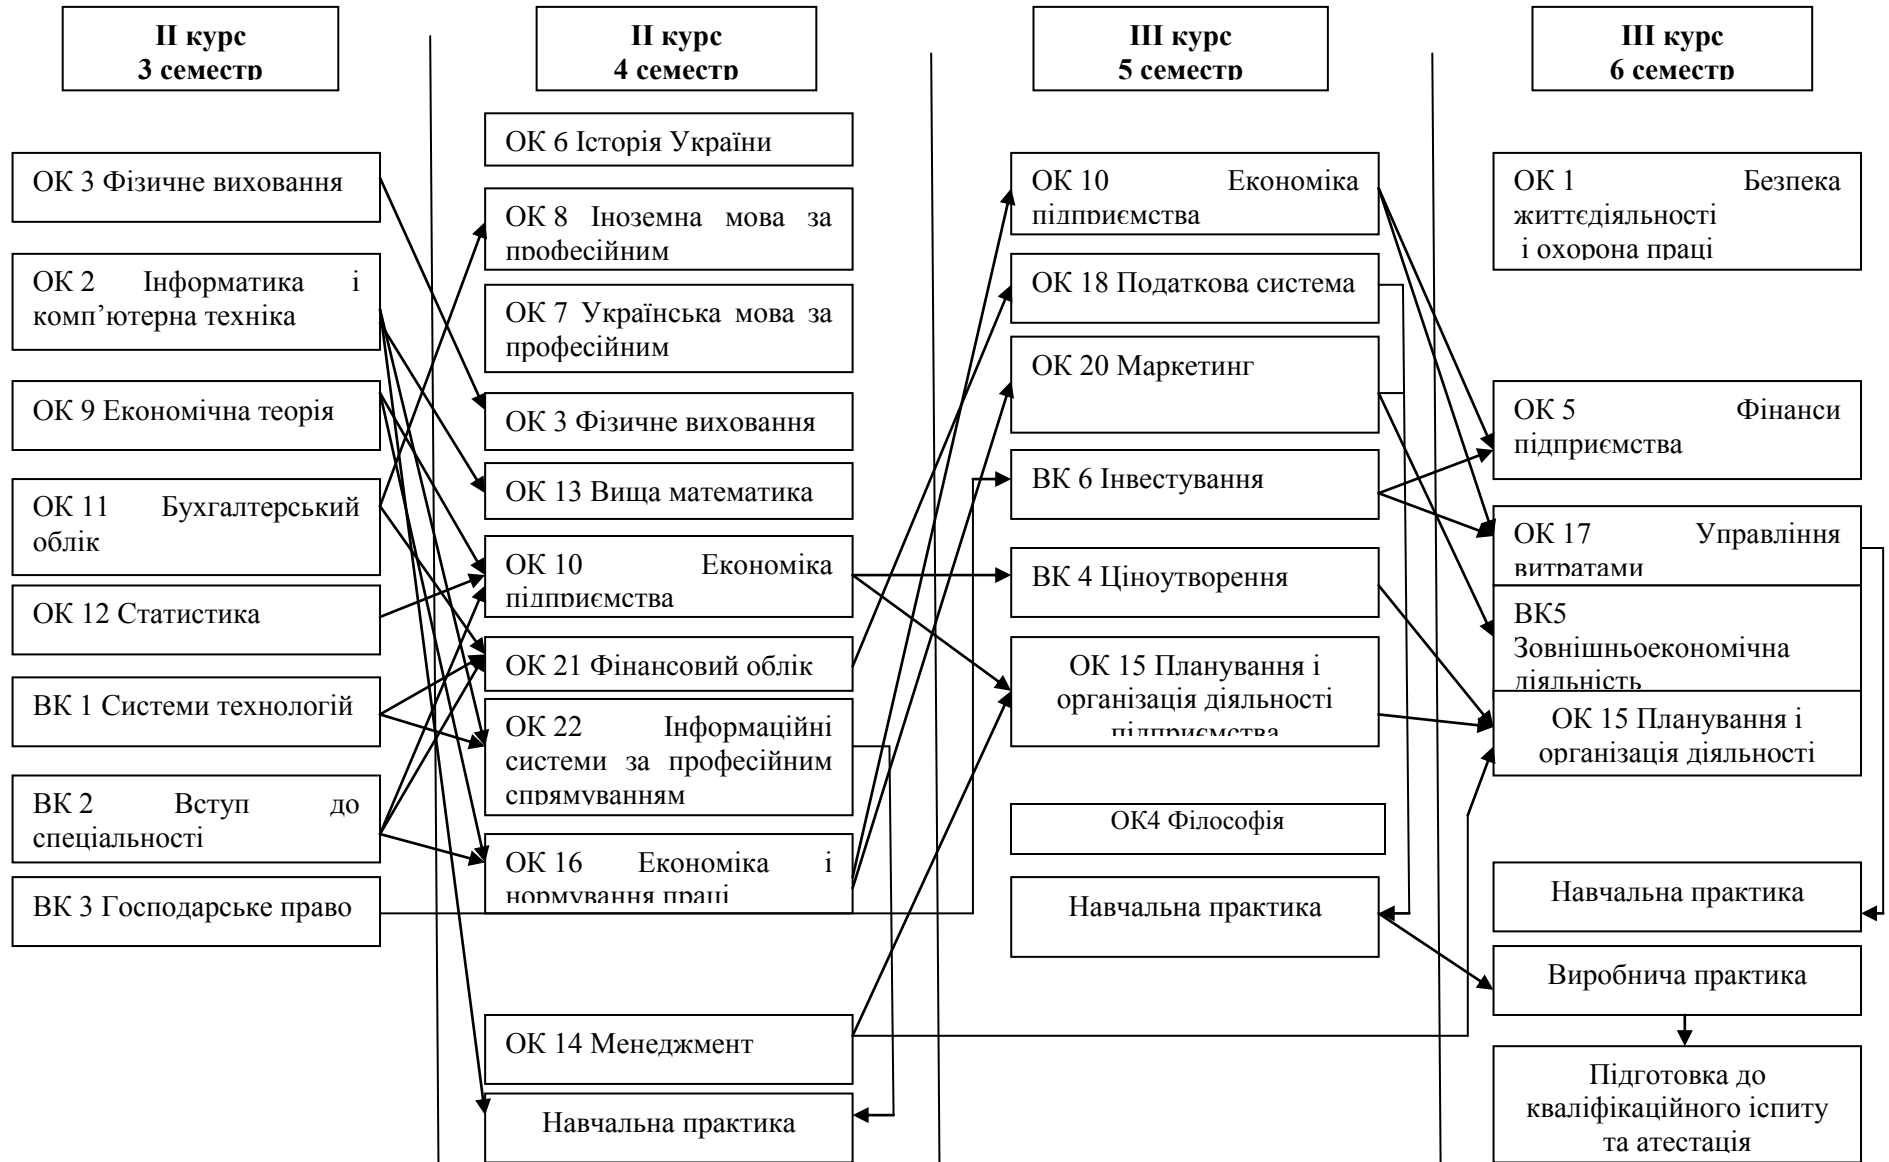 ІІ курс
3 семестр
ІІ курс
4 семестр
ІІІ курс
5 семестр
ІІІ курс
6 семестр
ОК 3 Фізичне виховання
ОК 2 Інформатика і
комп’ютерна техніка
ОК 9 Економічна теорія
ОК 11 Бухгалтерський
облік
ОК 12 Статистика
ВК 1 Системи технологій
ВК 2 Вступ до
спеціальності
ВК 3 Господарське право
ОК 6 Історія України
ОК 8 Іноземна мова за
професійним
ОК 7 Українська мова за
професійним
ОК 3 Фізичне виховання
ОК 13 Вища математика
ОК 10 Економіка
підприємства
ОК 21 Фінансовий облік
ОК 22 Інформаційні
системи за професійним
спрямуванням
ОК 16 Економіка і
нормування праці
ОК 14 Менеджмент
Навчальна практика
ОК 10 Економіка
підприємства
ОК 18 Податкова система
ОК 20 Маркетинг
ВК 6 Інвестування
ВК 4 Ціноутворення
ОК 15 Планування і
організація діяльності
підприємства
ОК4 Філософія
Навчальна практика
ОК 1 Безпека
життєдіяльності
і охорона праці
ОК 5 Фінанси
підприємства
ОК 17 Управління
витратами
ВК5
Зовнішньоекономічна
діяльність
ОК 15 Планування і
організація діяльності
Навчальна практика
Виробнича практика
Підготовка до
кваліфікаційного іспиту
та атестація